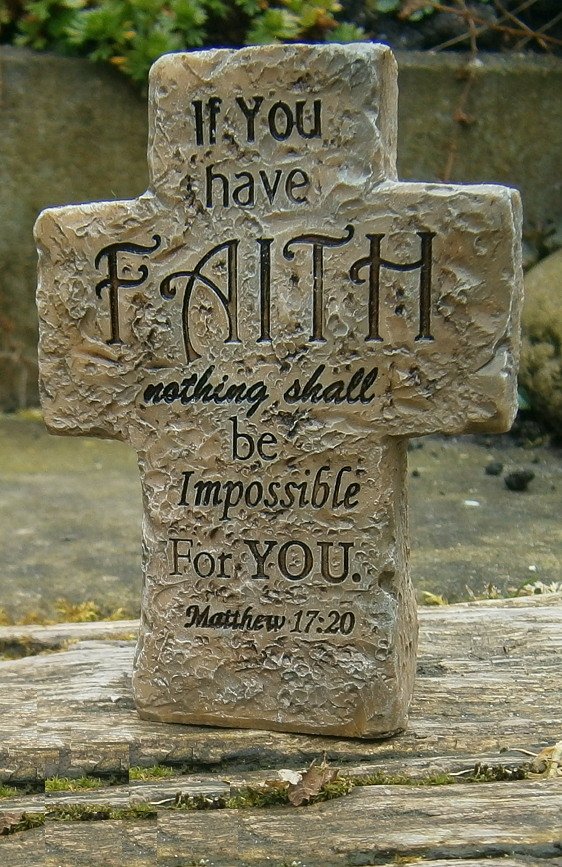 If You
have
FAITH
nothing shall
be
Impossible
For YOU.
Matthew 17:20